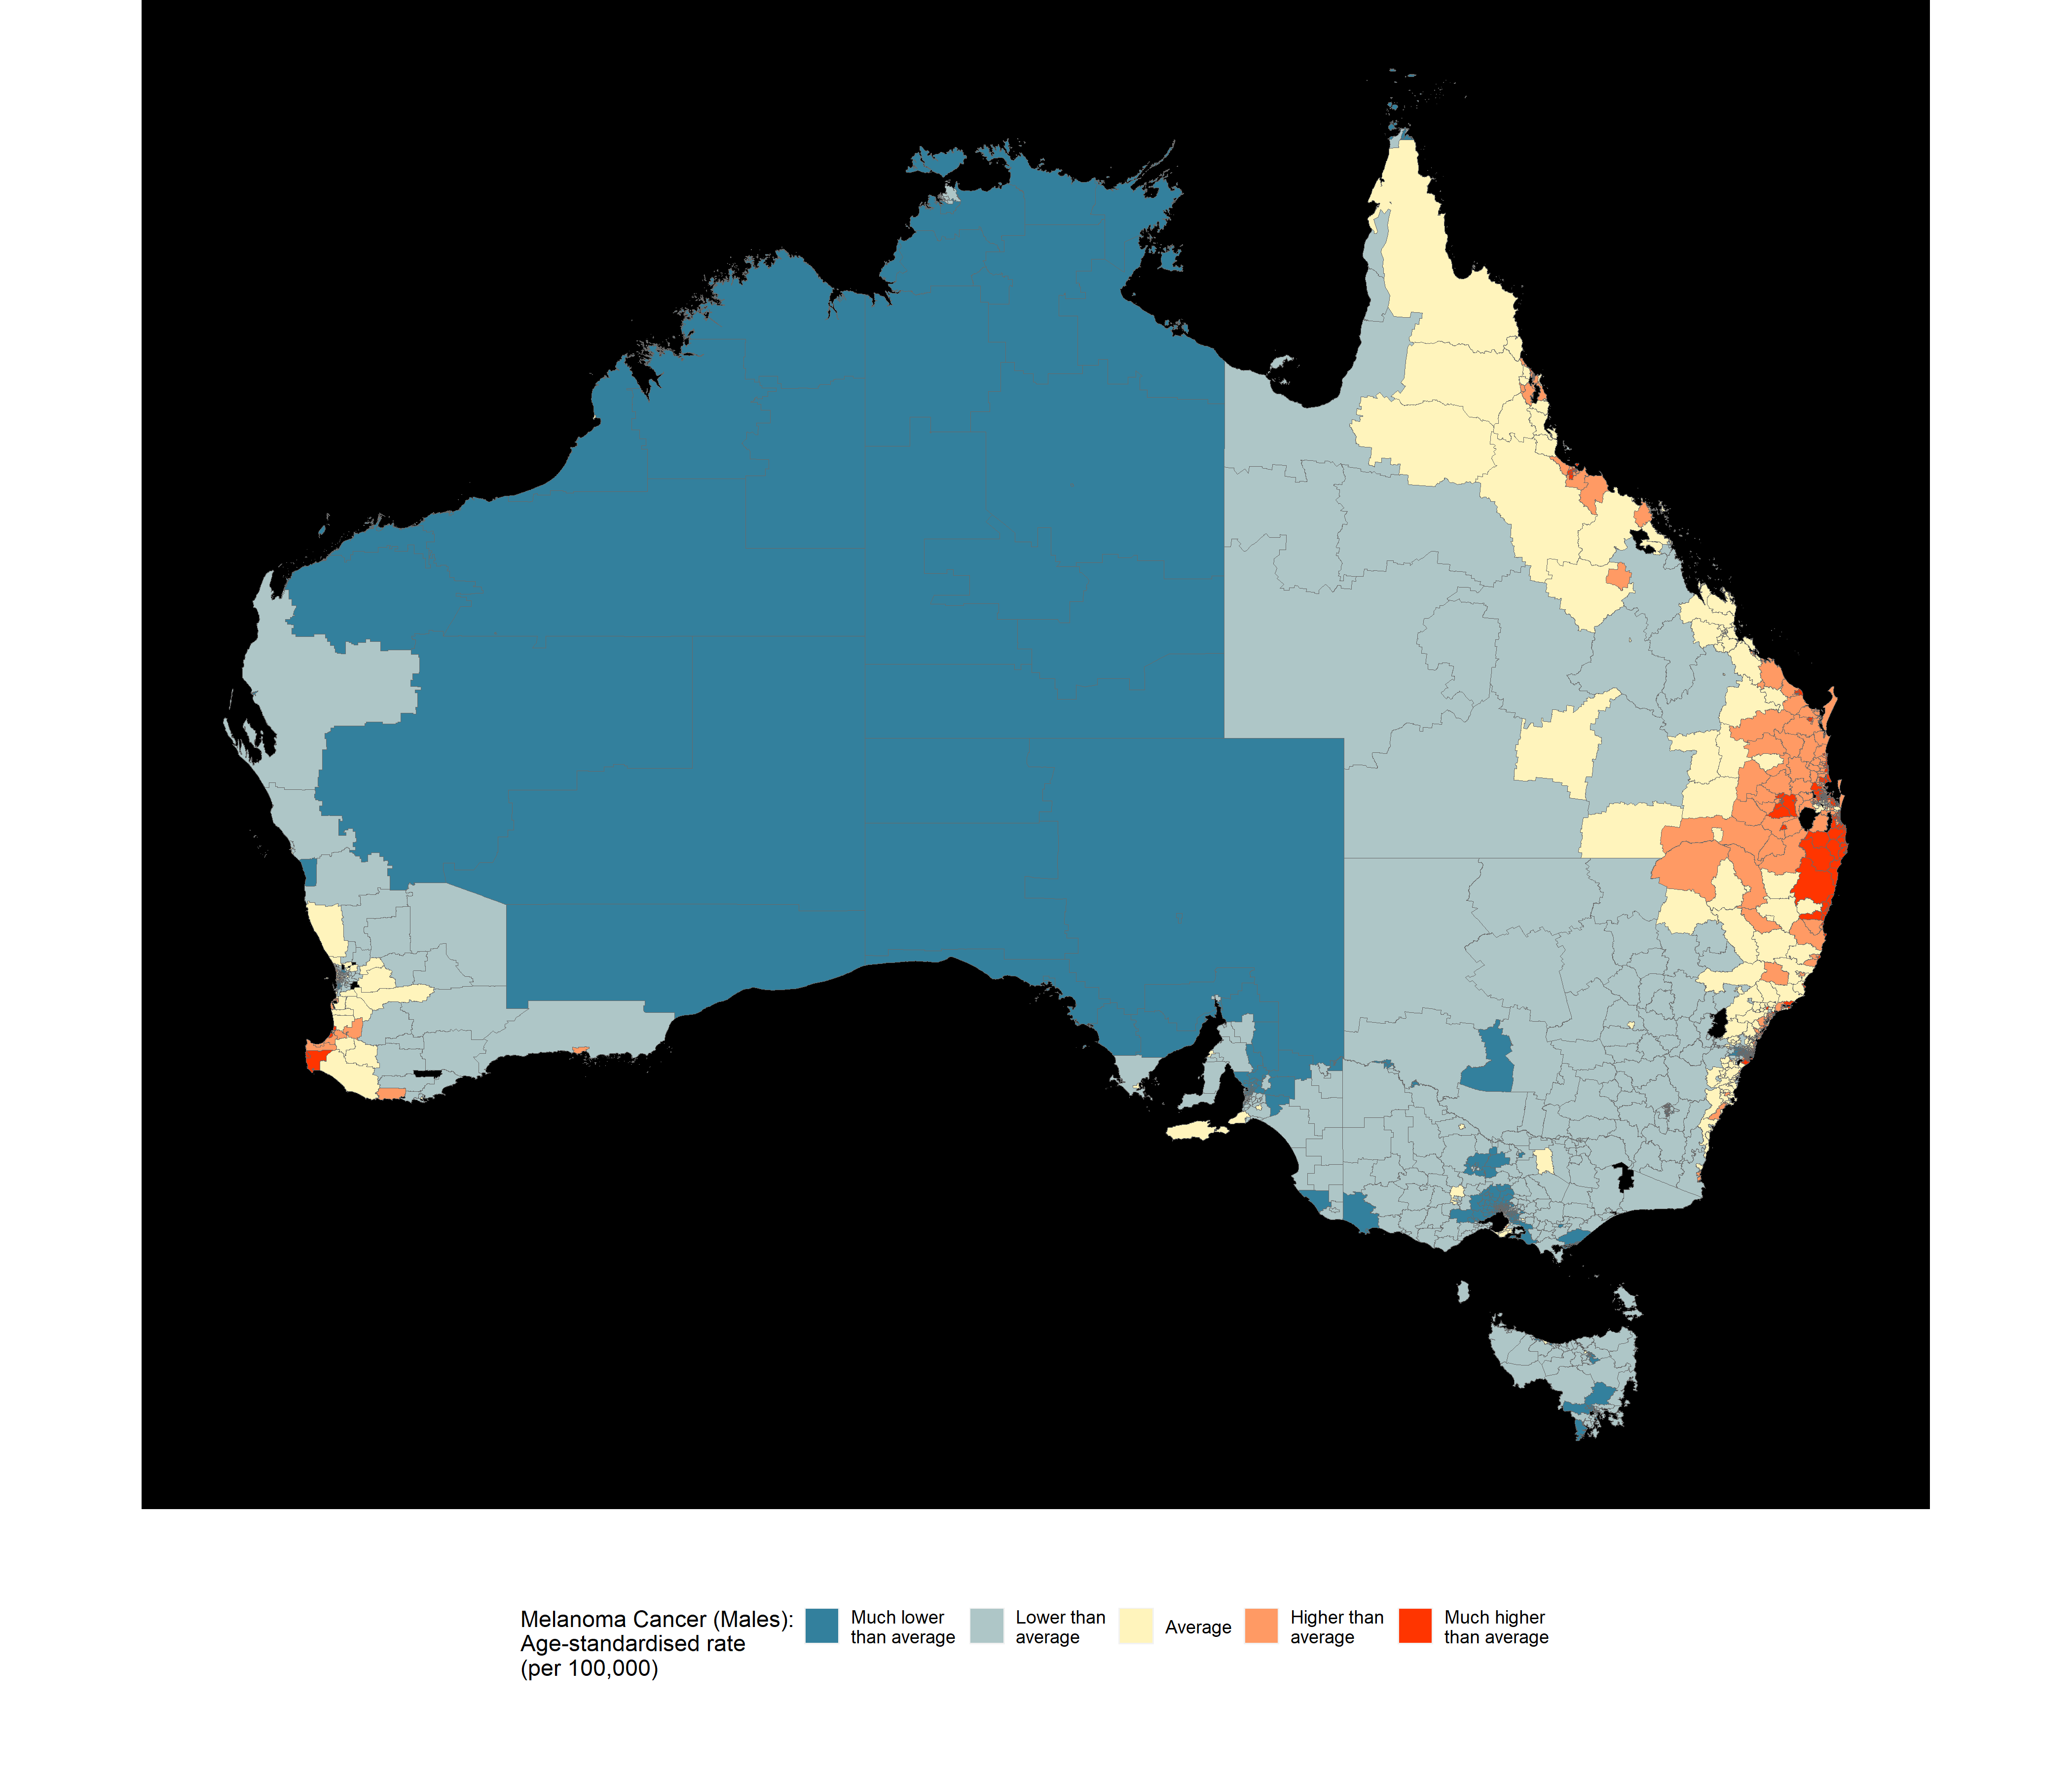 Melanoma Cancer (Males):
Age-standardised rate
(per 100,000)
Much lower
than average
Lower than
average
Average
Higher than
average
Much higher
than average